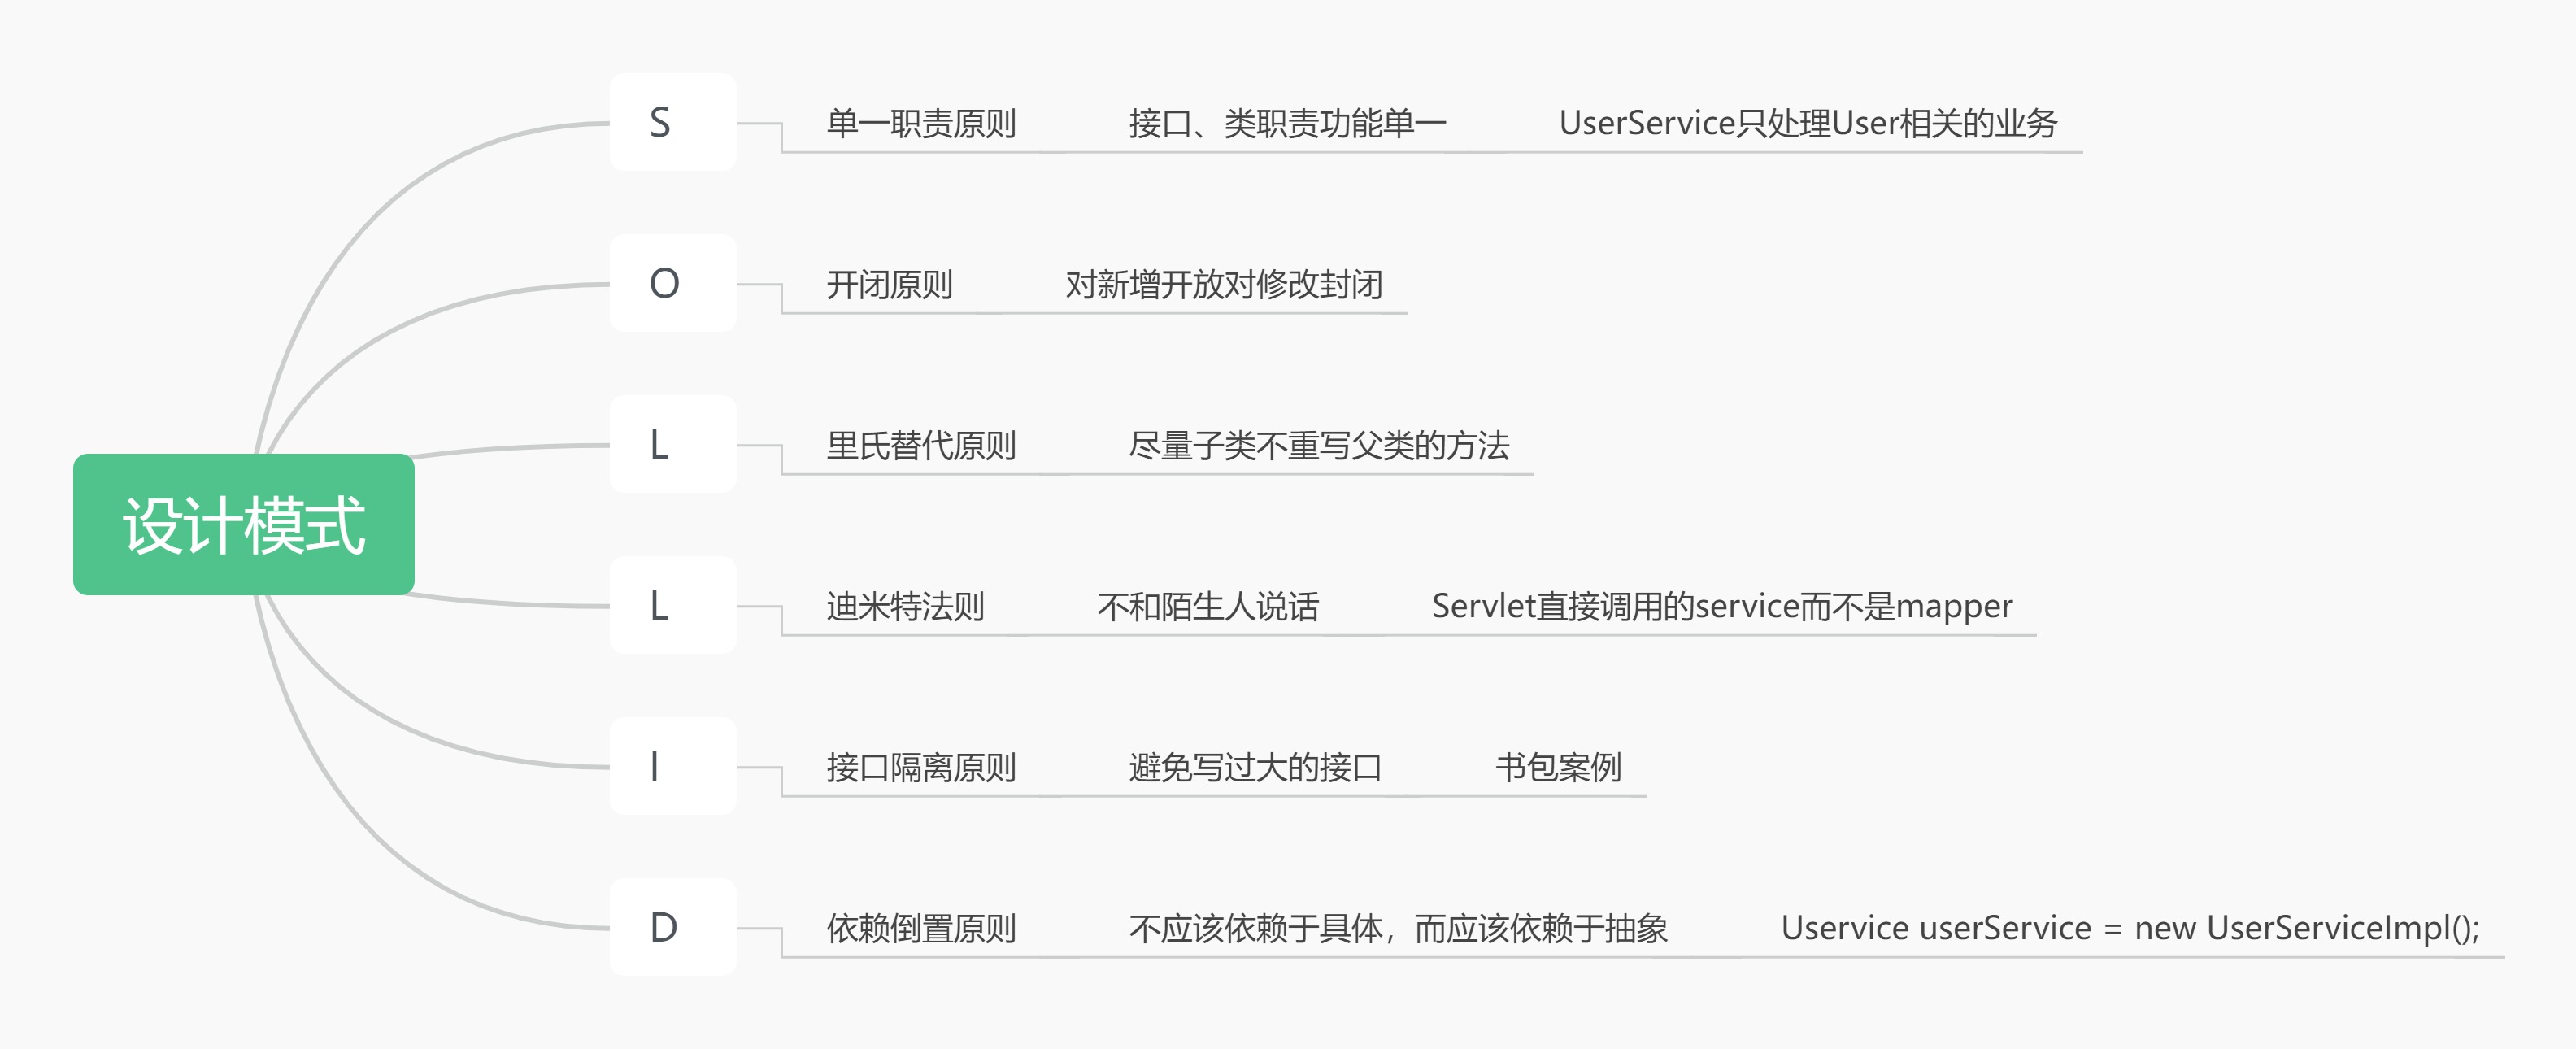 设计模式
S 单一职责原则 接口、类职责功能单一 UserService只处理User相关的业务
O 开闭原则 对新增开放对修改封闭
L 里氏替代原则 尽量子类不重写父类的方法
L 迪米特法则 不和陌生人说话 Servlet直接调用的service而不是mapper
I 接口隔离原则 避免写过大的接口 书包案例
D 依赖倒置原则 不应该依赖于具体，而应该依赖于抽象 Uservice userService = new UserServiceImpl();